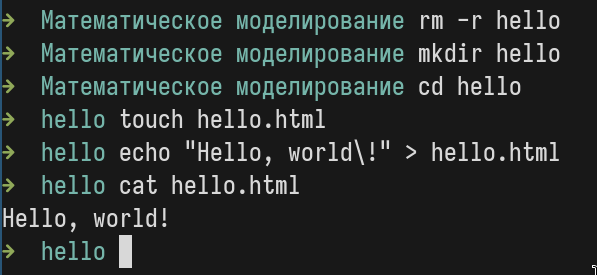 ➜ Математическое моделирование rm -r hello
➜ Математическое моделирование mkdir hello
➜ Математическое моделирование cd hello
➜ hello touch hello.html
➜ hello echo "Hello, world\!" > hello.html
➜ hello cat hello.html
Hello, world!
➜ hello